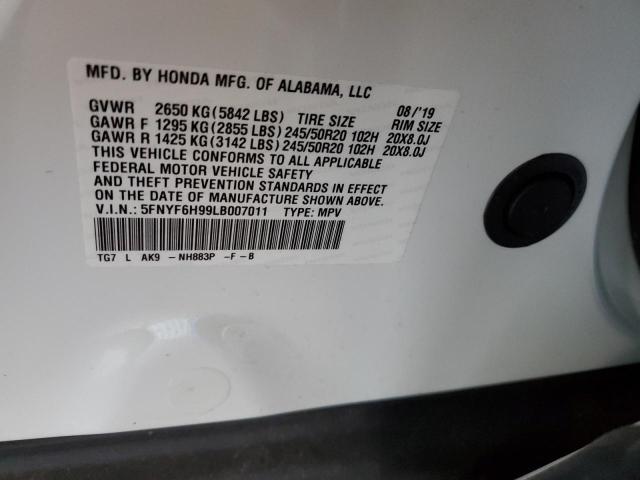 MFD. BY HONDA MFG. OF ALABAMA, LLC
GVWR 2650 KG(5842 LBS) TIRE SIZE 08/'19 RIM SIZE
GAWR F 1295 KG(2855 LBS)245/50R20 102H 20X8.0J
GAWR R 1425 KG(3142 LBS)245/50R20 102H 20X8.0J
THIS VEHICLE CONFORMS TO ALL APPLICABLE
FEDERAL MOTOR VEHICLE SAFETY
AND THEFT PREVENTION STANDARDS IN EFFECT
ON THE DATE OF MANUFACTURE SHOWN ABOVE.
V.I.N.: 5FNYF6H99LB007011 TYPE: MPV
TG7 L AK9 -NH883P -F-B